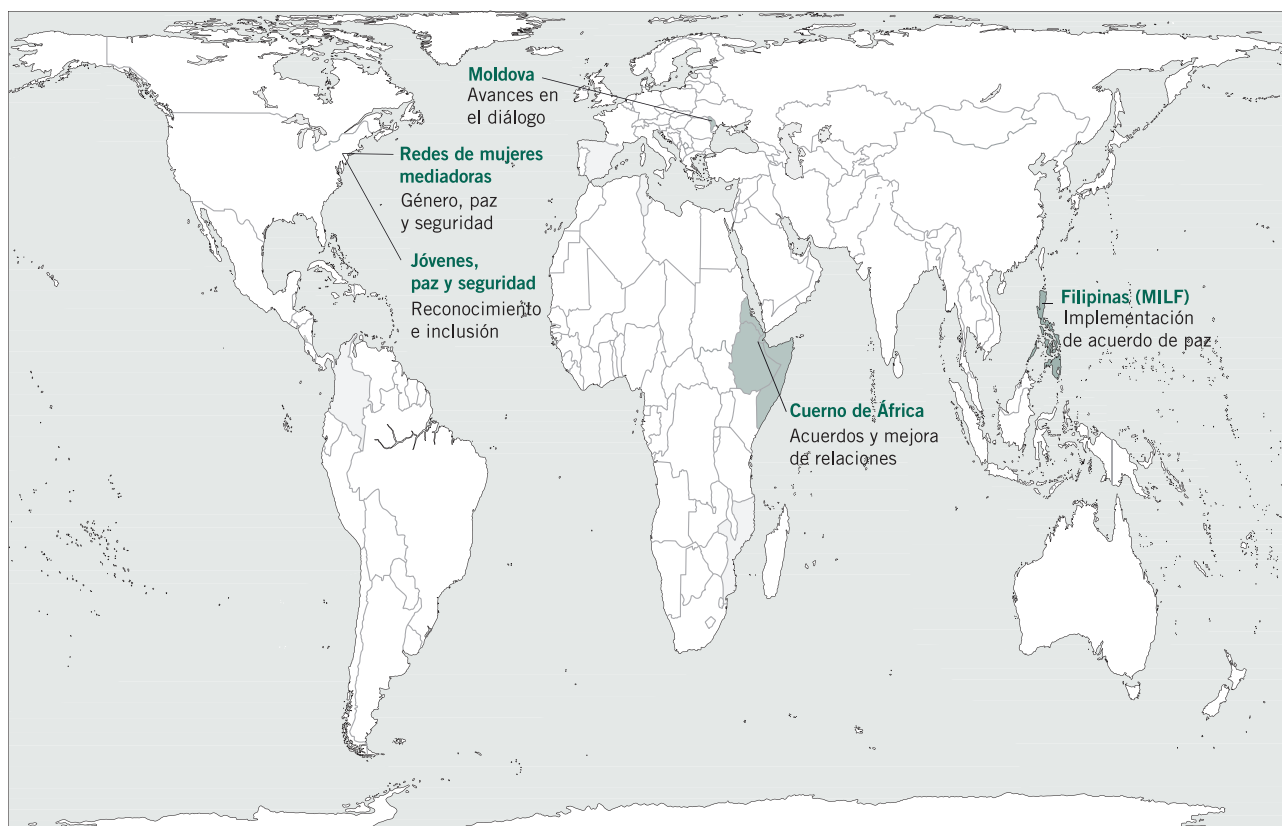 Moldova
Avances en
el diálogo
Redes de mujeres
mediadoras
Género, paz
y seguridad
Jóvenes,
paz y seguridad
Reconocimiento
e inclusión
Filipinas (MILF)
Implementación
de acuerdo de paz
Cuerno de África
Acuerdos y mejora
de relaciones